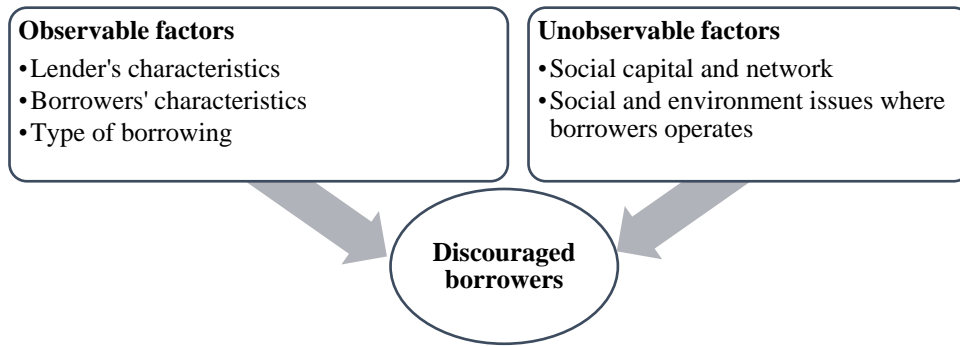 Observable factors
•Lender's characteristics
•Borrowers' characteristics
•Type of borrowing
Unobservable factors
•Social capital and network
•Social and environment issues where
borrowers operates
Discouraged
borrowers